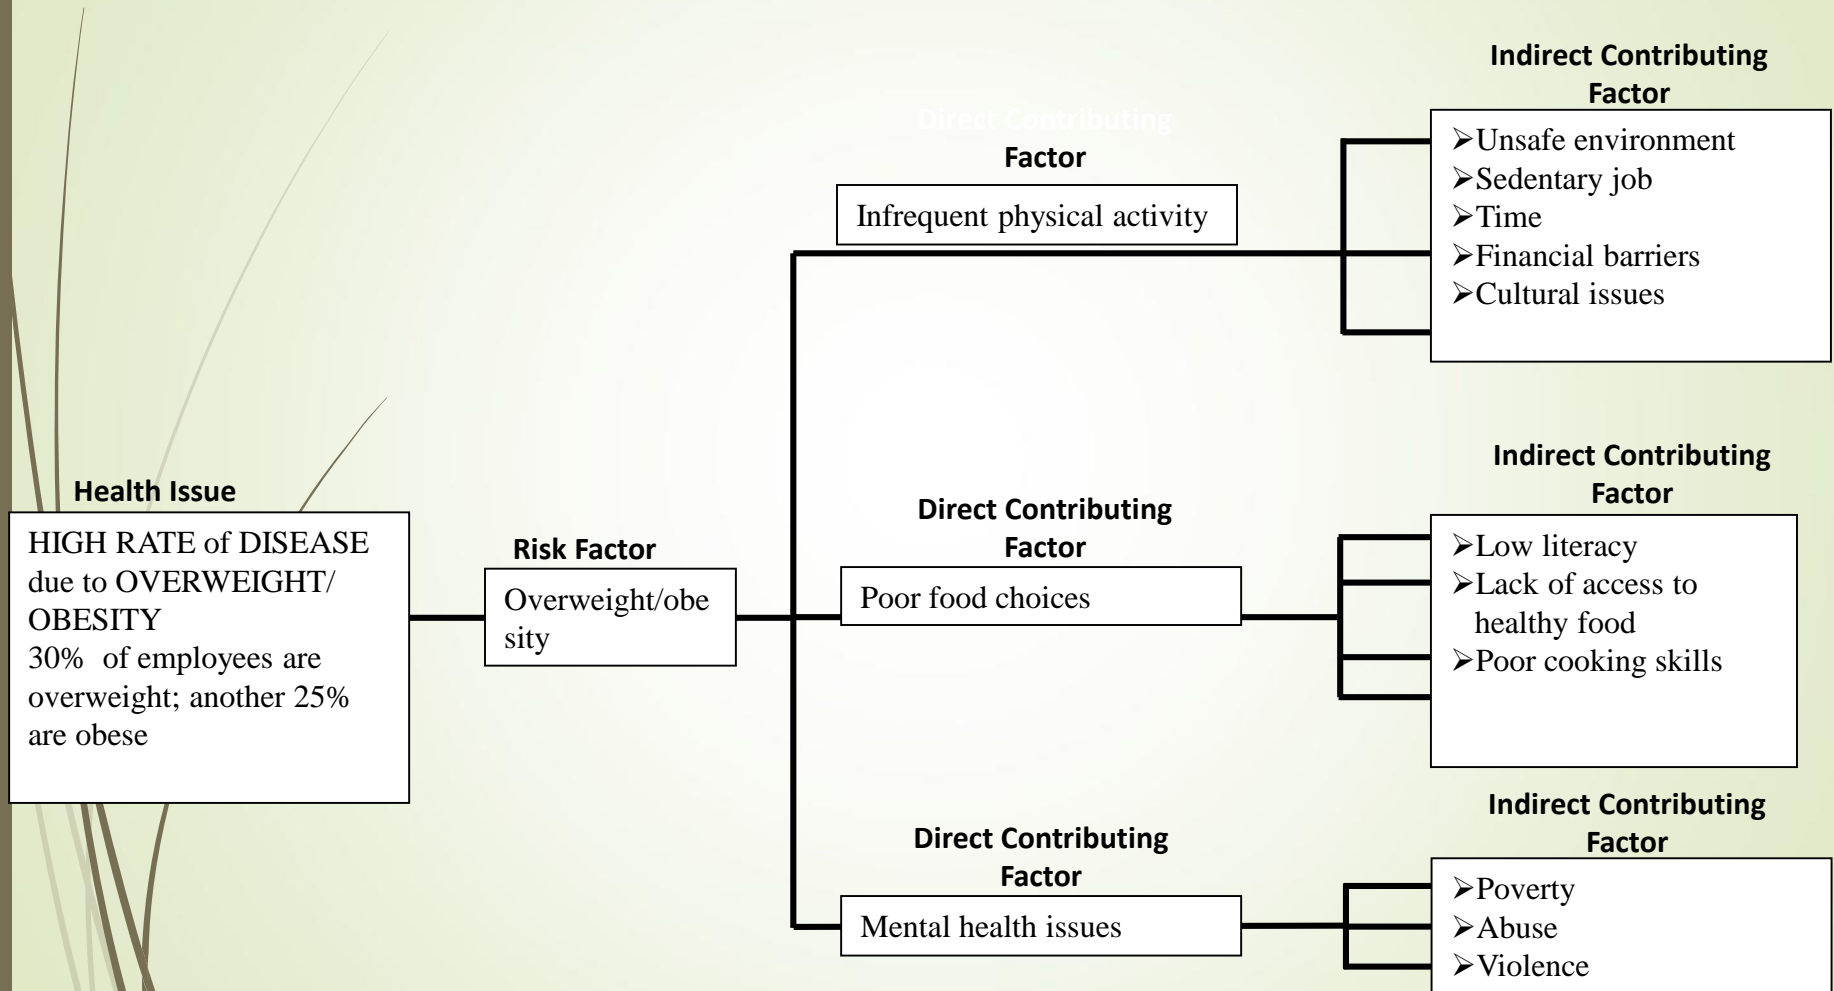 Health Issue
HIGH RATE of DISEASE
due to OVERWEIGHT/
OBESITY
30% of employees are
overweight; another 25%
are obese
Risk Factor
Overweight/obe
sity
Direct Contributing
Factor
Infrequent physical activity
Direct Contributing
Factor
Poor food choices
Direct Contributing
Factor
Mental health issues
Indirect Contributing
Factor
➢Unsafe environment
➢Sedentary job
➢Time
➢Financial barriers
➢Cultural issues
Indirect Contributing
Factor
➢Low literacy
➢Lack of access to
healthy food
➢Poor cooking skills
Indirect Contributing
Factor
➢Poverty
➢Abuse
➢Violence